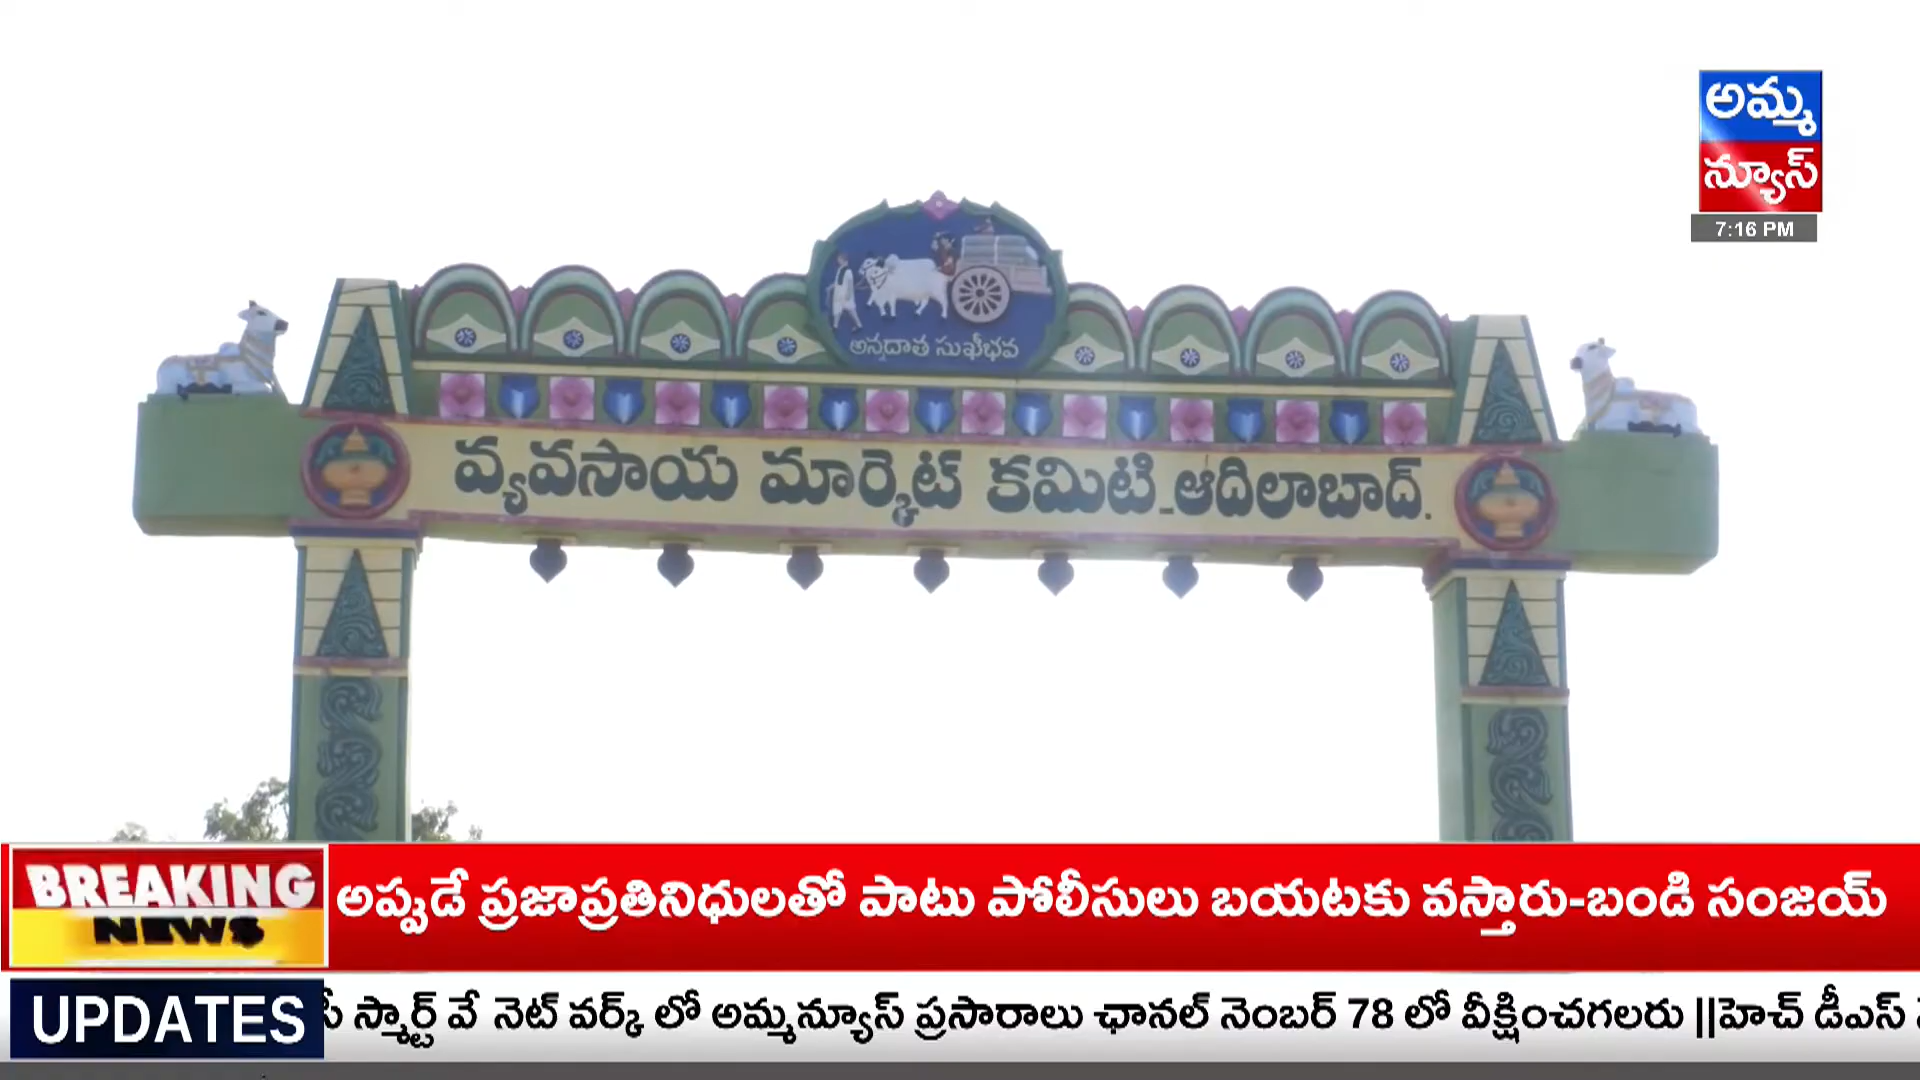 అమ్మ
న్యూస్
7:16 PM
అన్నదాత సుఖీభవ
వ్యవసాయ మార్కెట్ కమిటి-ఆదిలాబాద్.
BREAKING
NEWS
అప్పుడే ప్రజాప్రతినిధులతో పాటు పోలీసులు బయటకు వస్తారు-బండి సంజయ్
UPDATES
స్మార్ట్ వే నెట్ వర్క్ లో అమ్మన్యూస్ ప్రసారాలు ఛానల్ నెంబర్ 78 లో వీక్షించగలరు ||హెచ్ డీఎస్